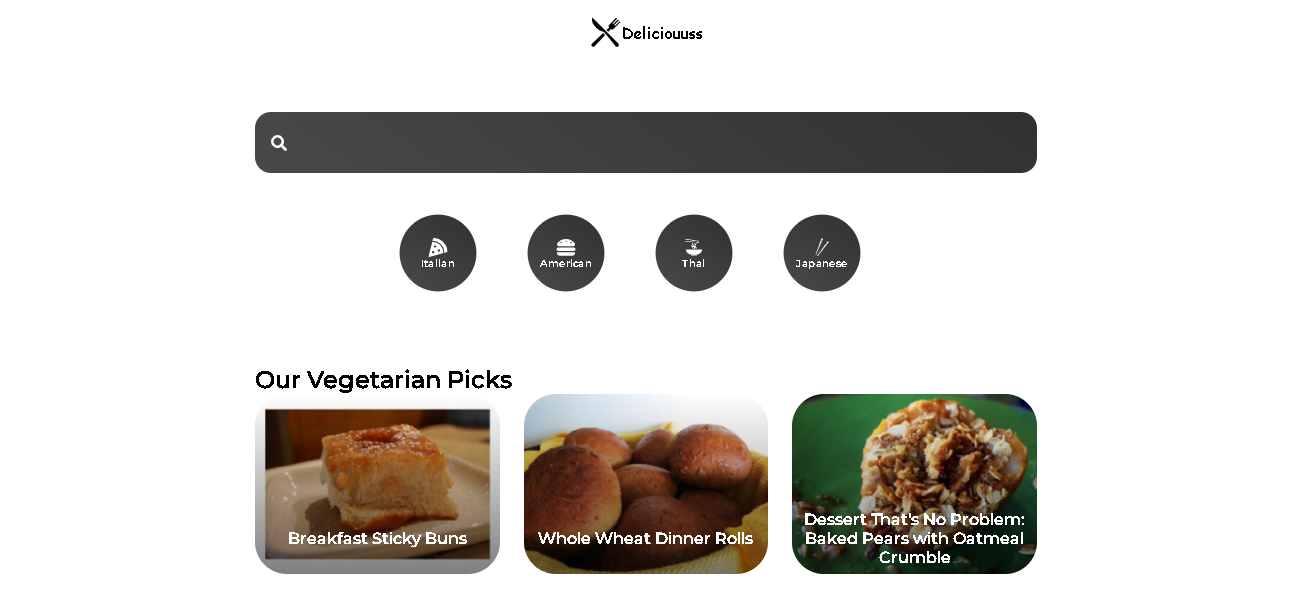 Deliciouuss
Italian
American
Thai
Japanese
Our Vegetarian Picks
Breakfast Sticky Buns
Whole Wheat Dinner Rolls
Dessert That's No Problem:
Baked Pears with Oatmeal
Crumble